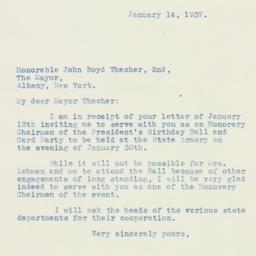 January 14, 1937.
Honorable John Boyd Thacher, 2nd,
The Mayor,
Albany, New York.
My dear Mayor Thacher:
I am in receipt of your letter of January
13th inviting me to serve with you as an Honorary
Chairman of the President's Birthday Ball and
Card Party to be held at the State Armory on
the evening of January 30th.
While it will not be possible for Mrs.
Lehman and me to attend the Ball because of other
engagements of long standing, I will be very glad
indeed to serve with you as one of the Honorary
Chairmen of the event.
I will ask the heads of the various state
departments for their cooperation.
Very sincerely yours,